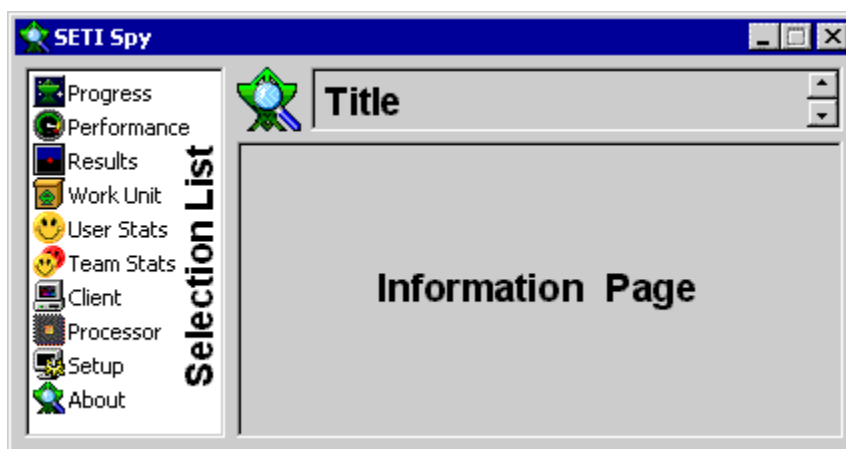 SETI Spy
Progress
Performance
Results
Work Unit
User Stats
Team Stats
Client
Processor
Setup
About
Selection List
Title
Information Page